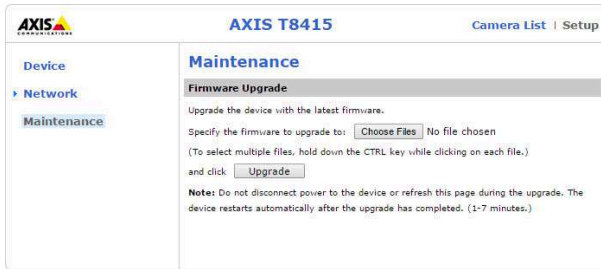 AXIS
COMMUNICATIONS
AXIS T8415
Camera List | Setup
Device
Network
Maintenance
Maintenance
Firmware Upgrade
Upgrade the device with the latest firmware.
Specify the firmware to upgrade to: Choose Files No file chosen
(To select multiple files, hold down the CTRL key while clicking on each file.)
and click Upgrade
Note: Do not disconnect power to the device or refresh this page during the upgrade. The
device restarts automatically after the upgrade has completed. (1-7 minutes.)